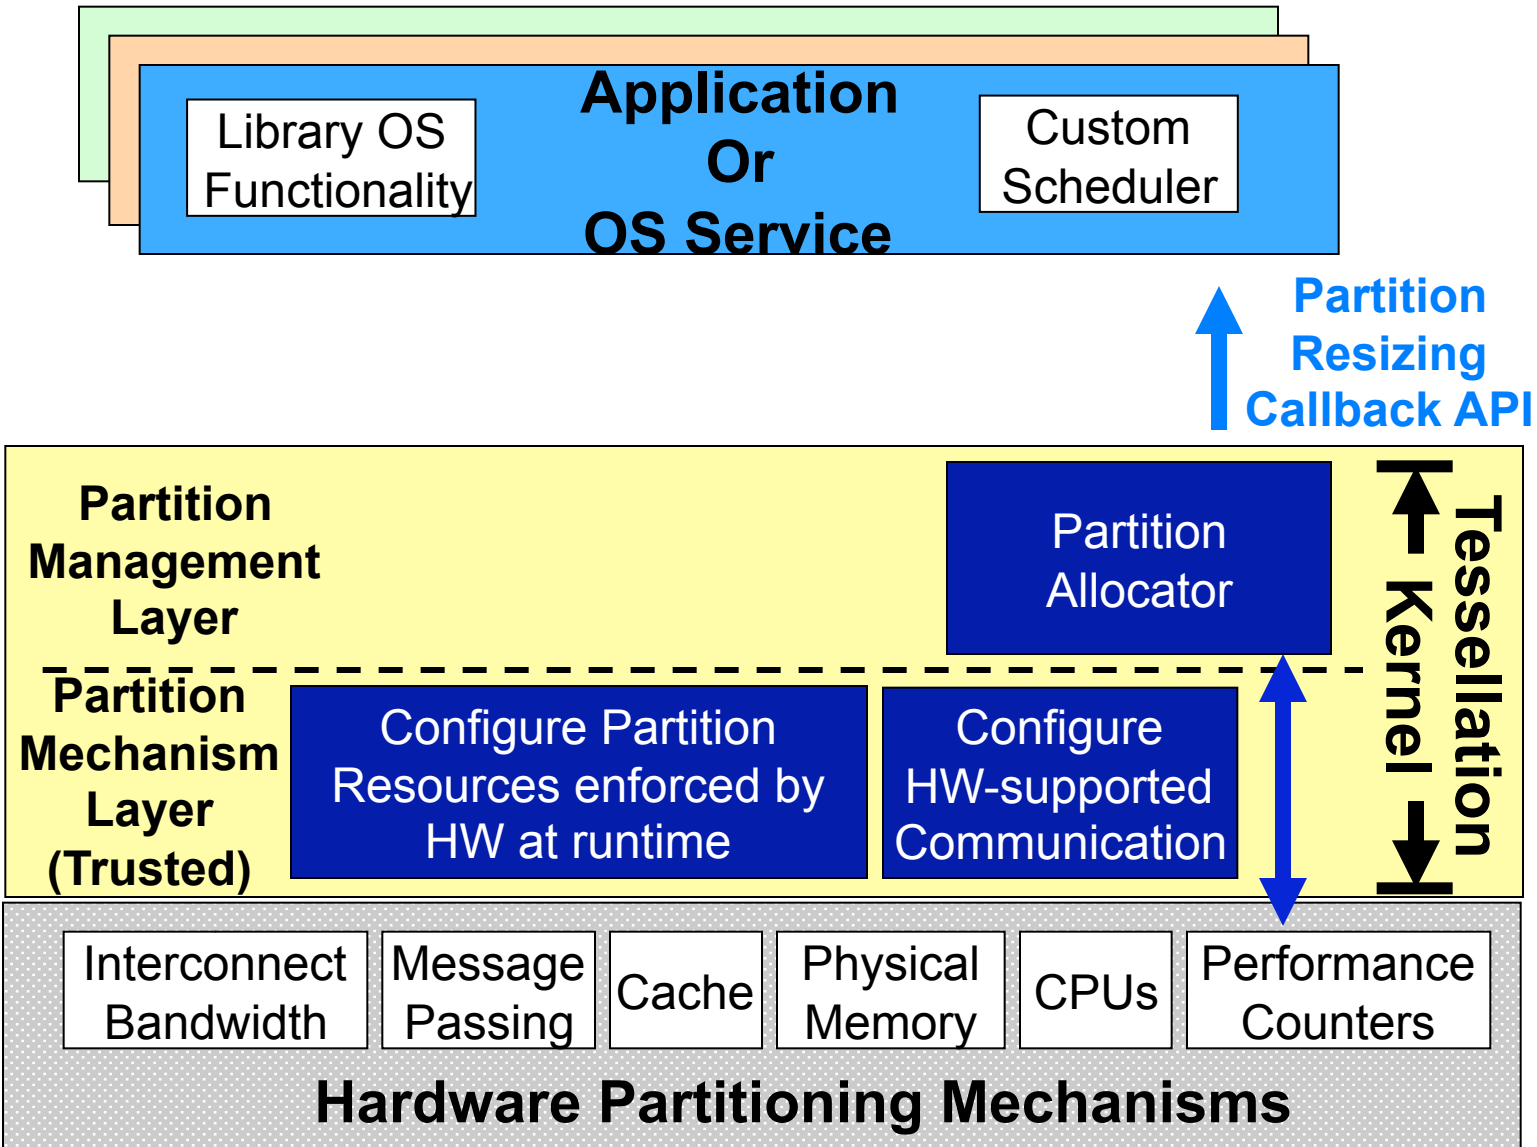 Application
Or
OS Service
Library OS
Functionality
Custom
Scheduler
Partition
Resizing
Callback API
Partition
Management
Layer
Partition
Allocator
Tessellation
Kernel
Partition
Mechanism
Layer
(Trusted)
Configure Partition
Resources enforced by
HW at runtime
Configure
HW-supported
Communication
Interconnect
Bandwidth
Message
Passing
Cache
Physical
Memory
CPUs
Performance
Counters
Hardware Partitioning Mechanisms